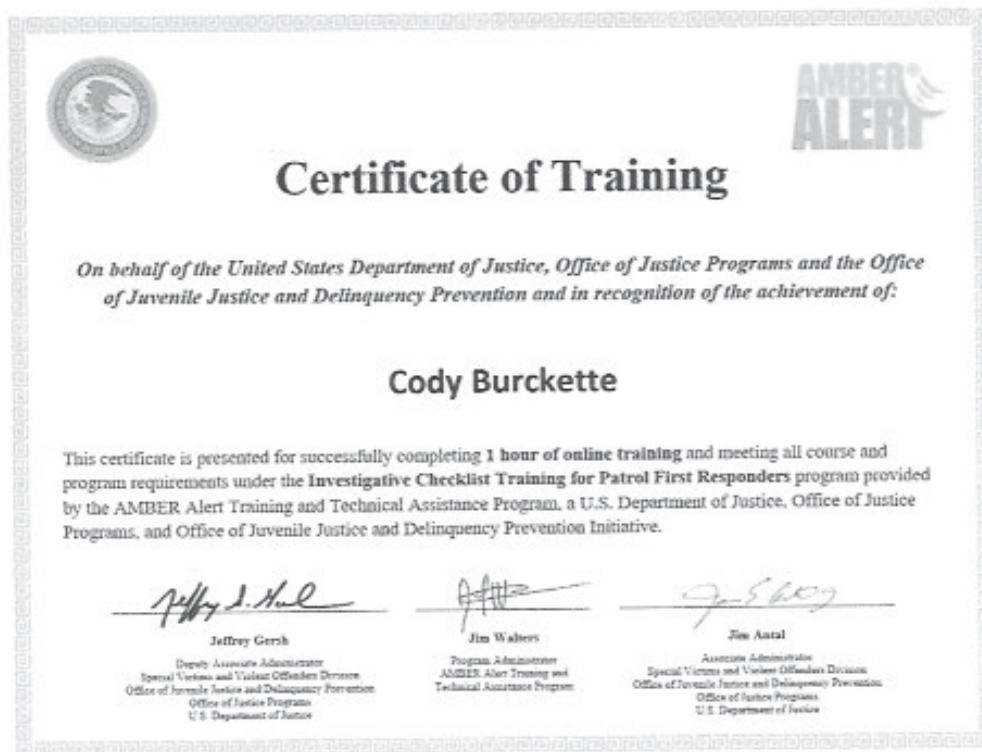 AMBER
ALERT
Certificate of Training
On behalf of the United States Department of Justice, Office of Justice Programs and the Office
of Juvenile Justice and Delinquency Prevention and in recognition of the achievement of:
Cody Burckette
This certificate is presented for successfully completing 1 hour of online training and meeting all course and
program requirements under the Investigative Checklist Training for Patrol First Responders program provided
by the AMBER Alert Training and Technical Assistance Program, a U.S. Department of Justice, Office of Justice
Programs, and Office of Juvenile Justice and Delinquency Prevention Initiative.
Jeffrey Gersh
Deputy Associate Administrator
Special Victims and Violent Offenders Division
Office of Juvenile Justice and Delinquency Prevention
Office of Justice Programs
U.S. Department of Justice
Jim Walters
Program Administrator
AMBER Alert Training and
Technical Assistance Program
Jim Antal
Associate Administrator
Special Victims and Violent Offenders Division
Office of Juvenile Justice and Delinquency Prevention
Office of Justice Programs
U.S. Department of Justice